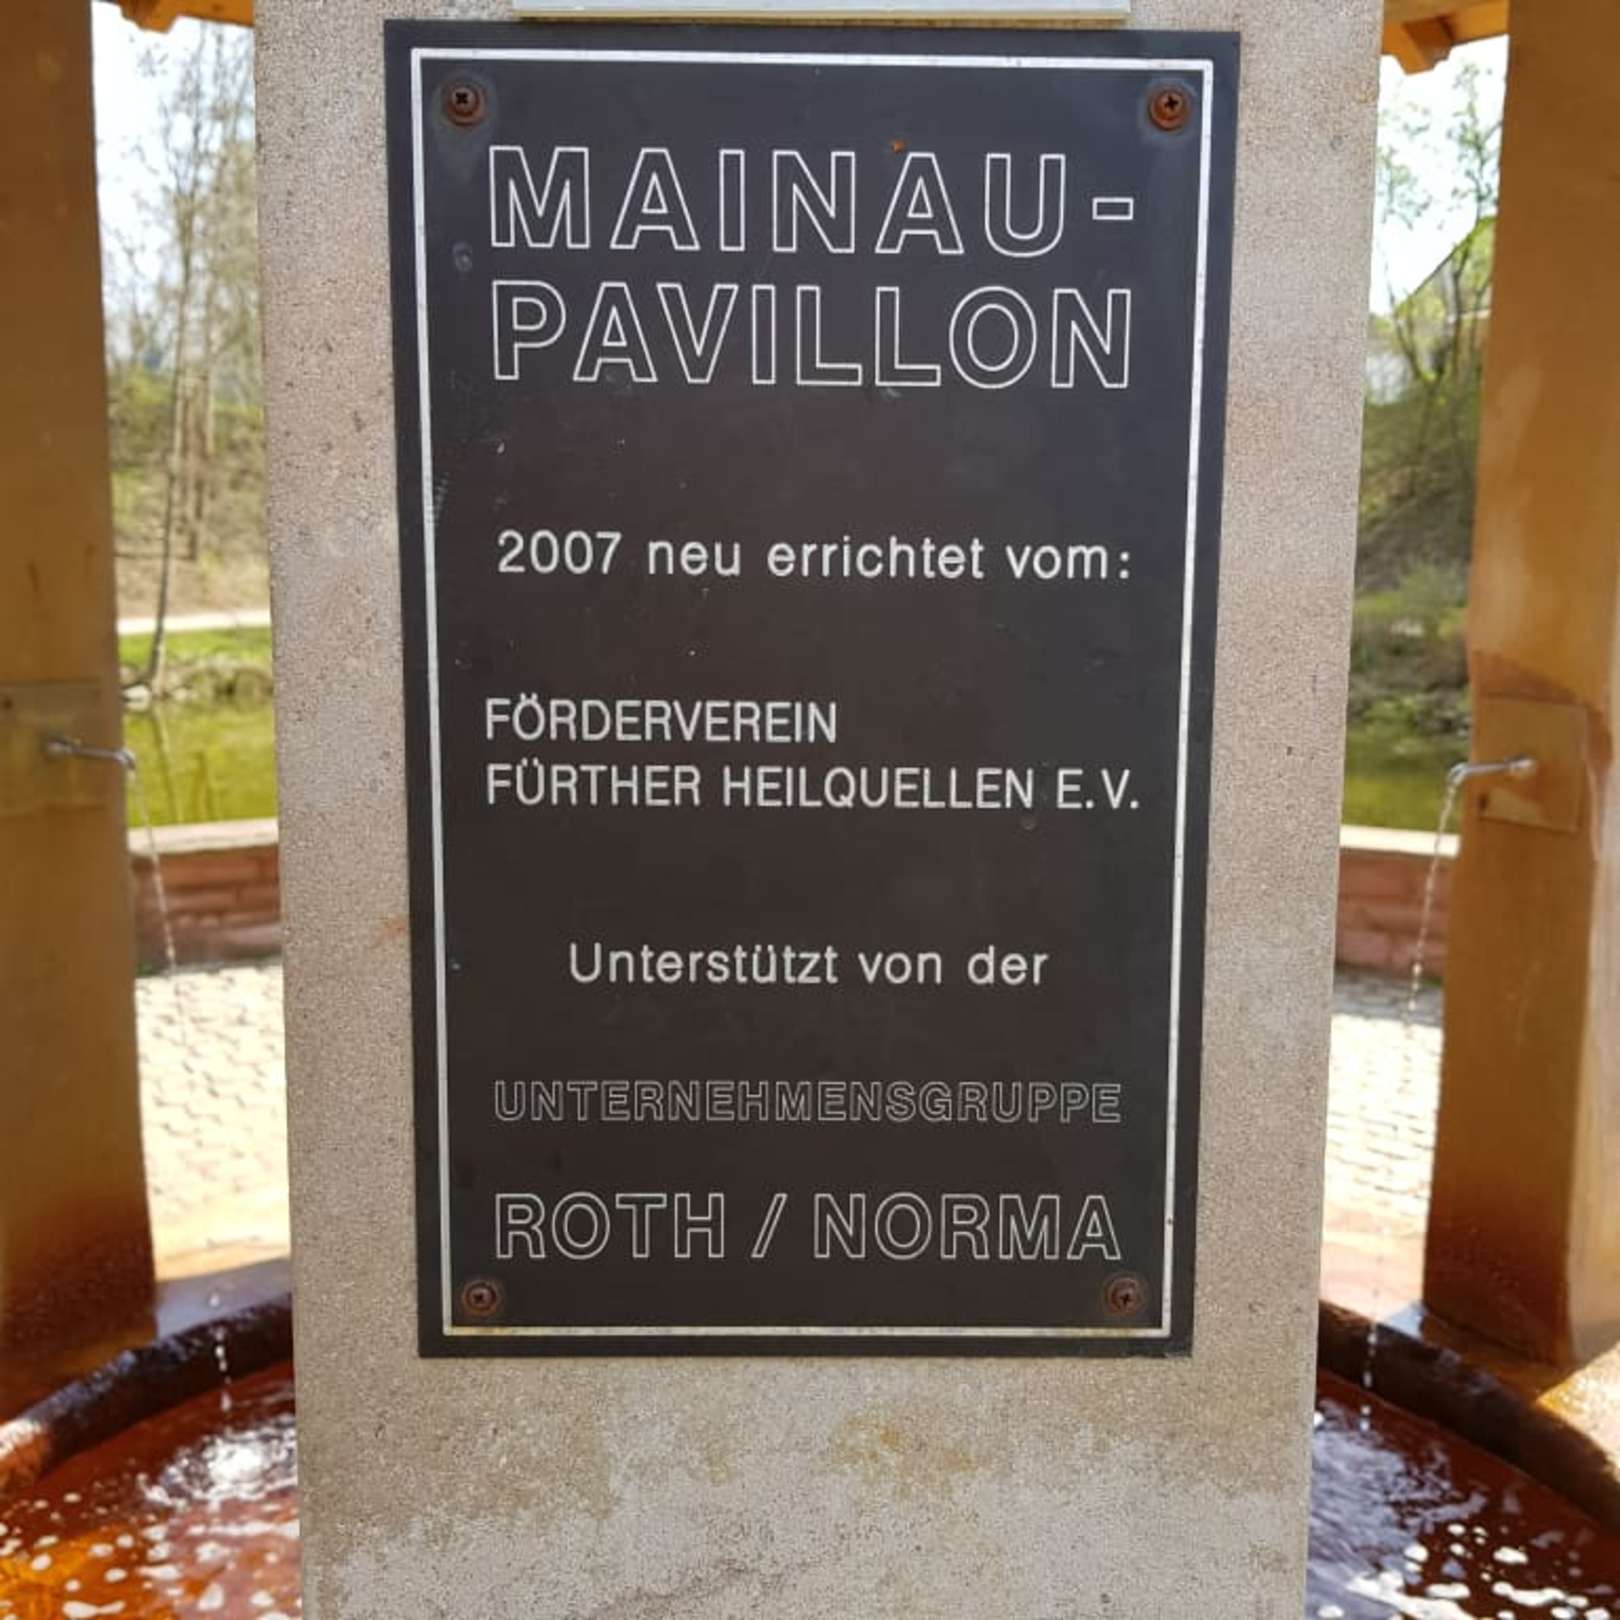 MAINAU-
PAVILLON
2007 neu errichtet vom:
FÖRDERVEREIN
FÜRTHER HEILQUELLEN E.V.
Unterstützt von der
UNTERNEHMENSGRUPPE
ROTH / NORMA